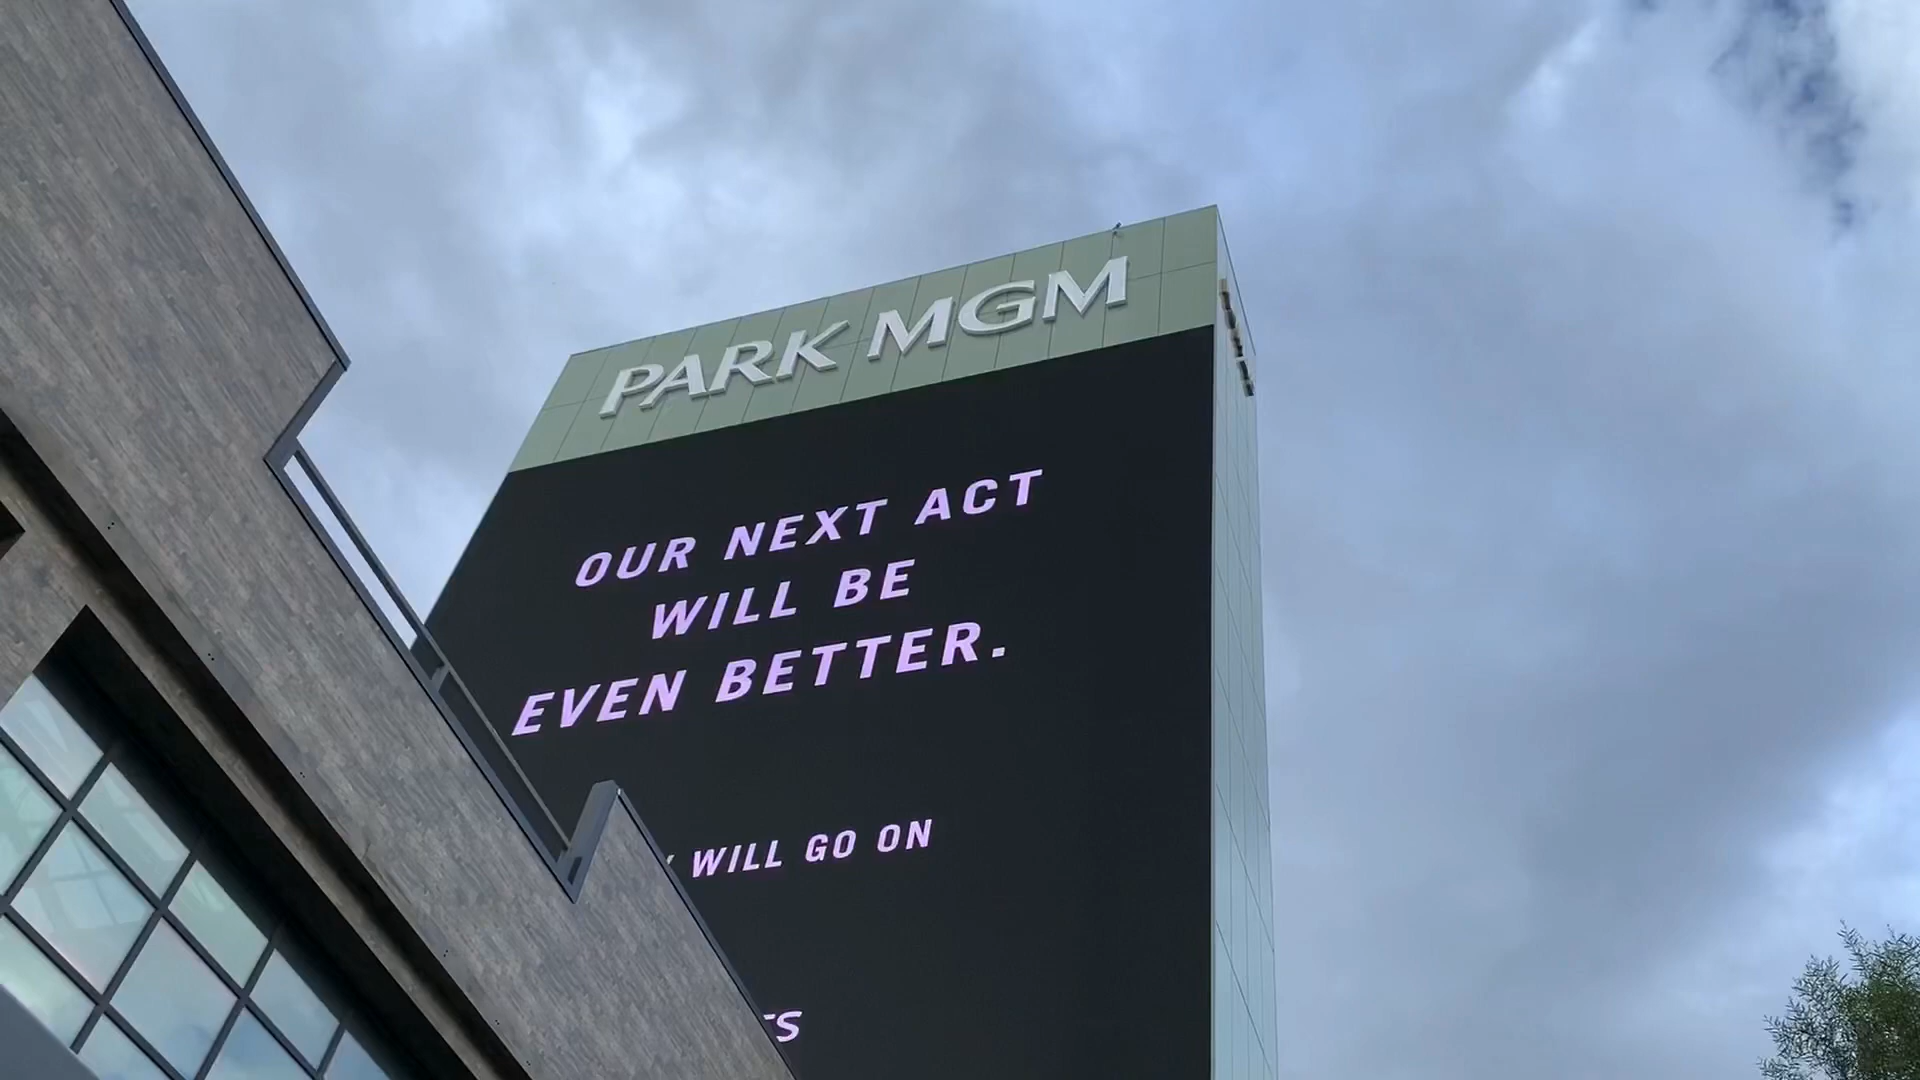 PARK MGM
OUR NEXT ACT
WILL BE
EVEN BETTER.
WILL GO ON